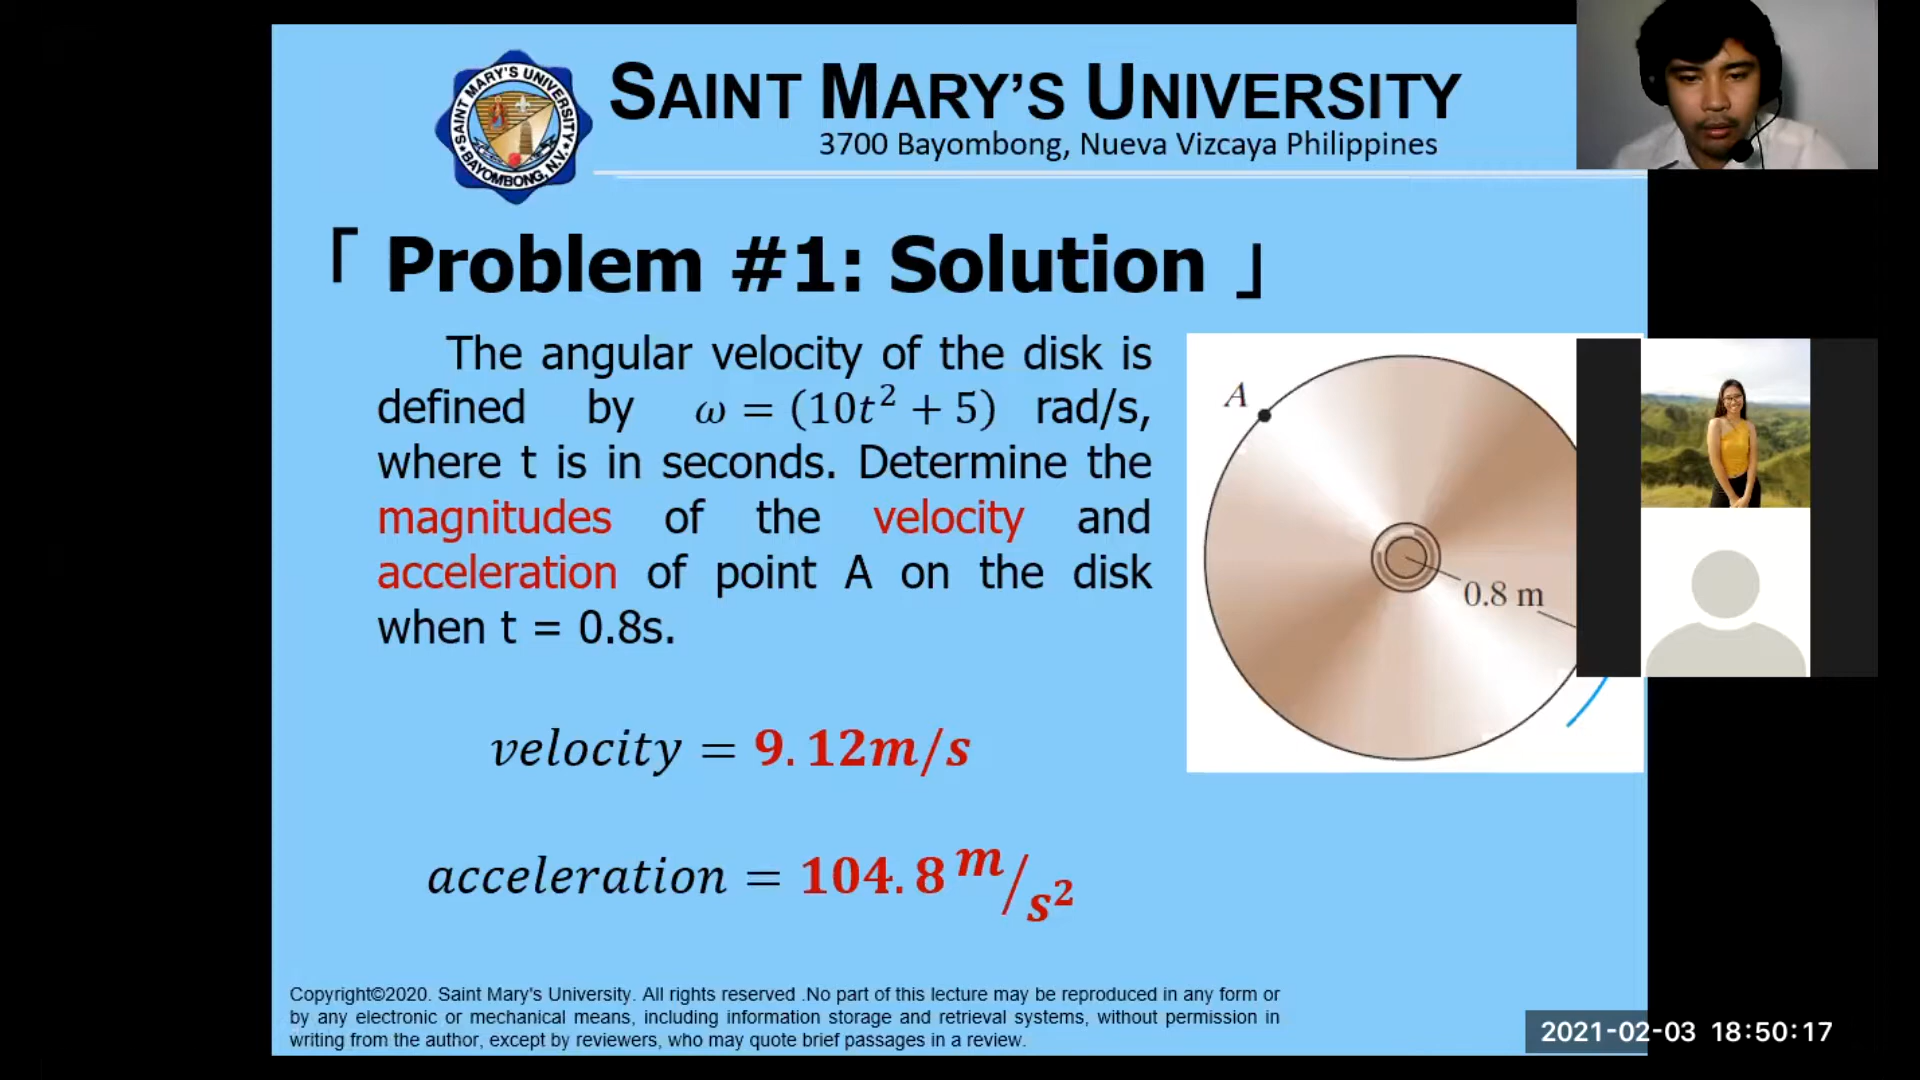 SAINT MARY'S UNIVERSITY
BAYOMBONG, N.V.
SAINT MARY'S UNIVERSITY
3700 Bayombong, Nueva Vizcaya Philippines
「 Problem #1: Solution 」
The angular velocity of the disk is
defined by ω = (10t² + 5) rad/s,
where t is in seconds. Determine the
magnitudes of the velocity and
acceleration of point A on the disk
when t = 0.8s.
A
0.8 m
velocity = 9.12m/s
acceleration = 104.8 m/s²
Copyright©2020. Saint Mary's University. All rights reserved .No part of this lecture may be reproduced in any form or
by any electronic or mechanical means, including information storage and retrieval systems, without permission in
writing from the author, except by reviewers, who may quote brief passages in a review.
2021-02-03 18:50:17